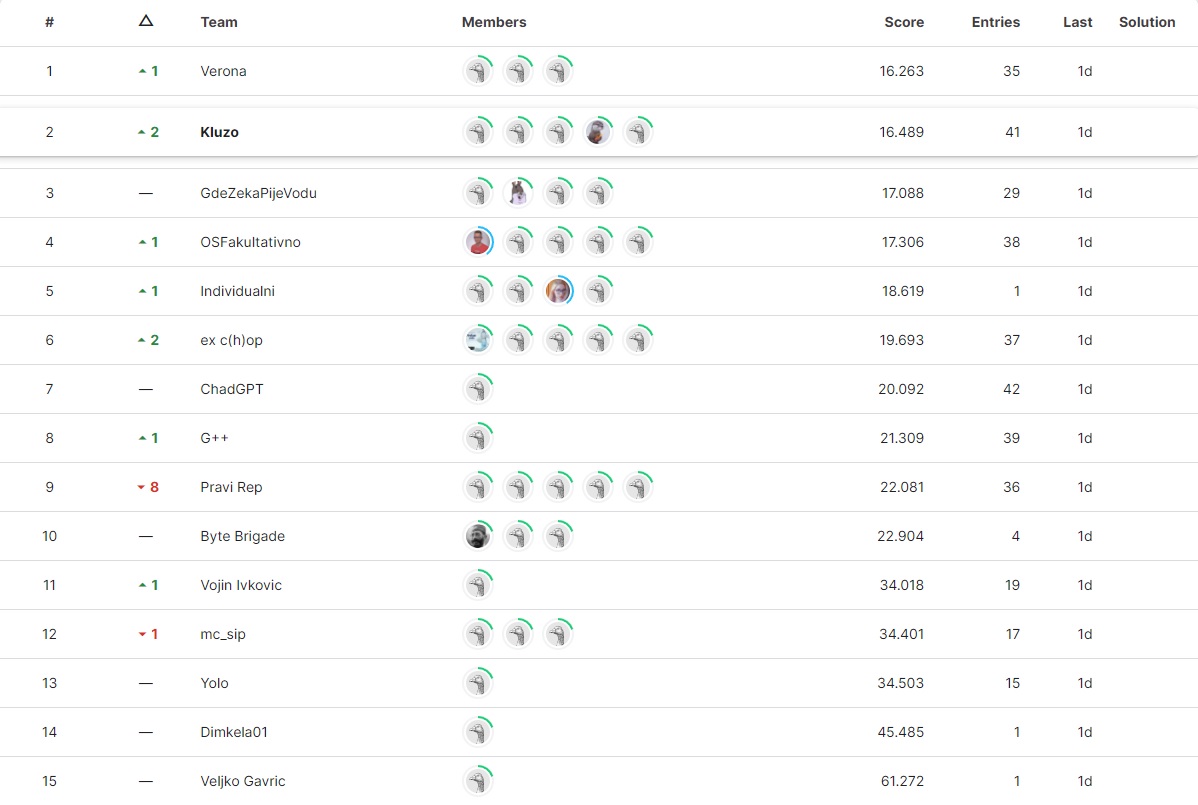 # △ Team Members Score Entries Last Solution
1 ▲ 1 Verona 16.263 35 1d
2 ▲ 2 Kluzo 16.489 41 1d
3 — GdeZekaPijeVodu 17.088 29 1d
4 ▲ 1 OSFakultativno 17.306 38 1d
5 ▲ 1 Individualni 18.619 1 1d
6 ▲ 2 ex c(h)op 19.693 37 1d
7 — ChadGPT 20.092 42 1d
8 ▲ 1 G++ 21.309 39 1d
9 ▼ 8 Pravi Rep 22.081 36 1d
10 — Byte Brigade 22.904 4 1d
11 ▲ 1 Vojin Ivkovic 34.018 19 1d
12 ▼ 1 mc_sip 34.401 17 1d
13 — Yolo 34.503 15 1d
14 — Dimkela01 45.485 1 1d
15 — Veljko Gavric 61.272 1 1d